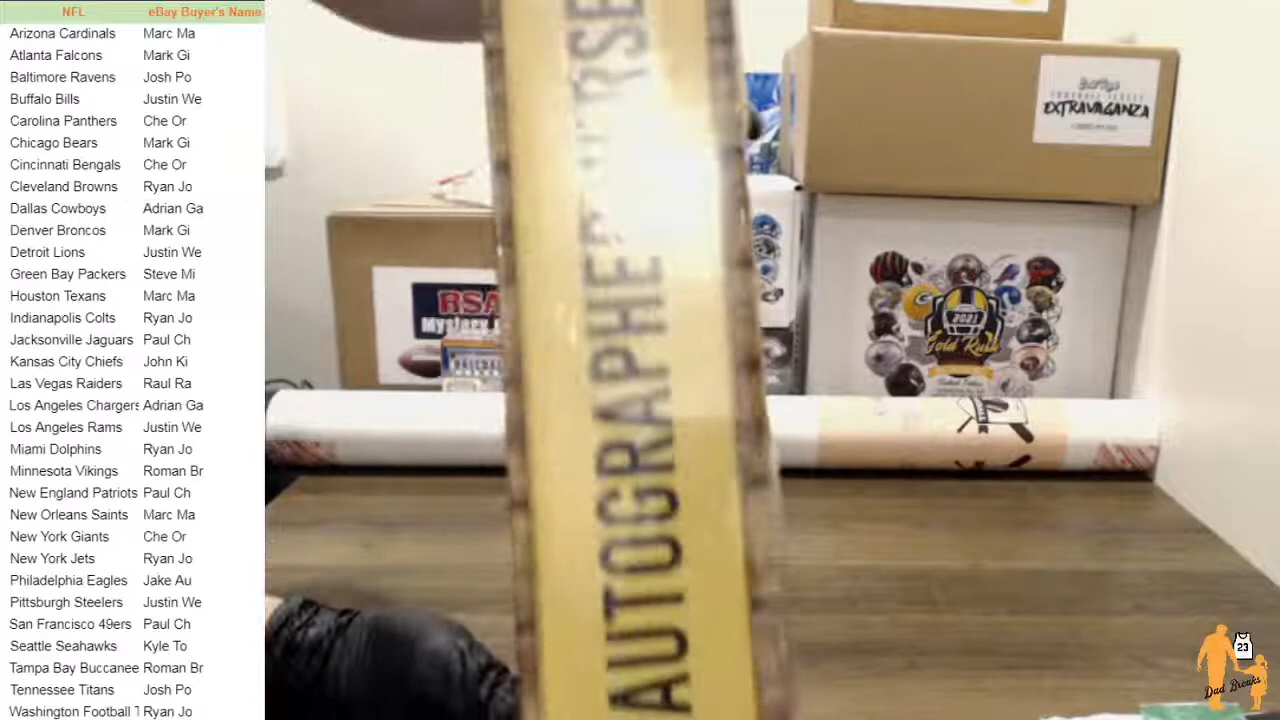 NFL eBay Buyer's Name
Arizona Cardinals Marc Ma
Atlanta Falcons Mark Gi
Baltimore Ravens Josh Po
Buffalo Bills Justin We
Carolina Panthers Che Or
Chicago Bears Mark Gi
Cincinnati Bengals Che Or
Cleveland Browns Ryan Jo
Dallas Cowboys Adrian Ga
Denver Broncos Mark Gi
Detroit Lions Justin We
Green Bay Packers Steve Mi
Houston Texans Marc Ma
Indianapolis Colts Ryan Jo
Jacksonville Jaguars Paul Ch
Kansas City Chiefs John Ki
Las Vegas Raiders Raul Ra
Los Angeles Chargers Adrian Ga
Los Angeles Rams Justin We
Miami Dolphins Ryan Jo
Minnesota Vikings Roman Br
New England Patriots Paul Ch
New Orleans Saints Marc Ma
New York Giants Che Or
New York Jets Ryan Jo
Philadelphia Eagles Jake Au
Pittsburgh Steelers Justin We
San Francisco 49ers Paul Ch
Seattle Seahawks Kyle To
Tampa Bay Buccanee Roman Br
Tennessee Titans Josh Po
Washington Football T Ryan Jo
AUTOGRAPHE
EXTRAVAGANZA
RSA
Mystery
2021
Gold Rush
23
Dad Breaks